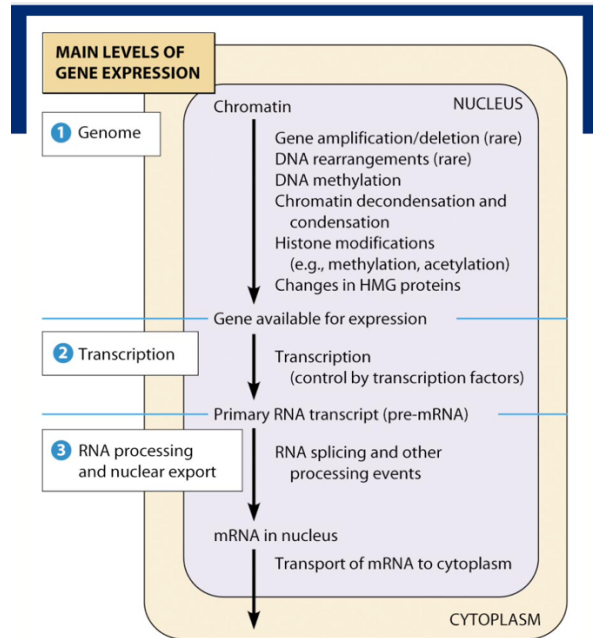 MAIN LEVELS OF
GENE EXPRESSION
NUCLEUS
Chromatin
1 Genome
Gene amplification/deletion (rare)
DNA rearrangements (rare)
DNA methylation
Chromatin decondensation and
condensation
Histone modifications
(e.g., methylation, acetylation)
Changes in HMG proteins
Gene available for expression
2 Transcription
Transcription
(control by transcription factors)
Primary RNA transcript (pre-mRNA)
3 RNA processing
and nuclear export
RNA splicing and other
processing events
mRNA in nucleus
Transport of mRNA to cytoplasm
CYTOPLASM